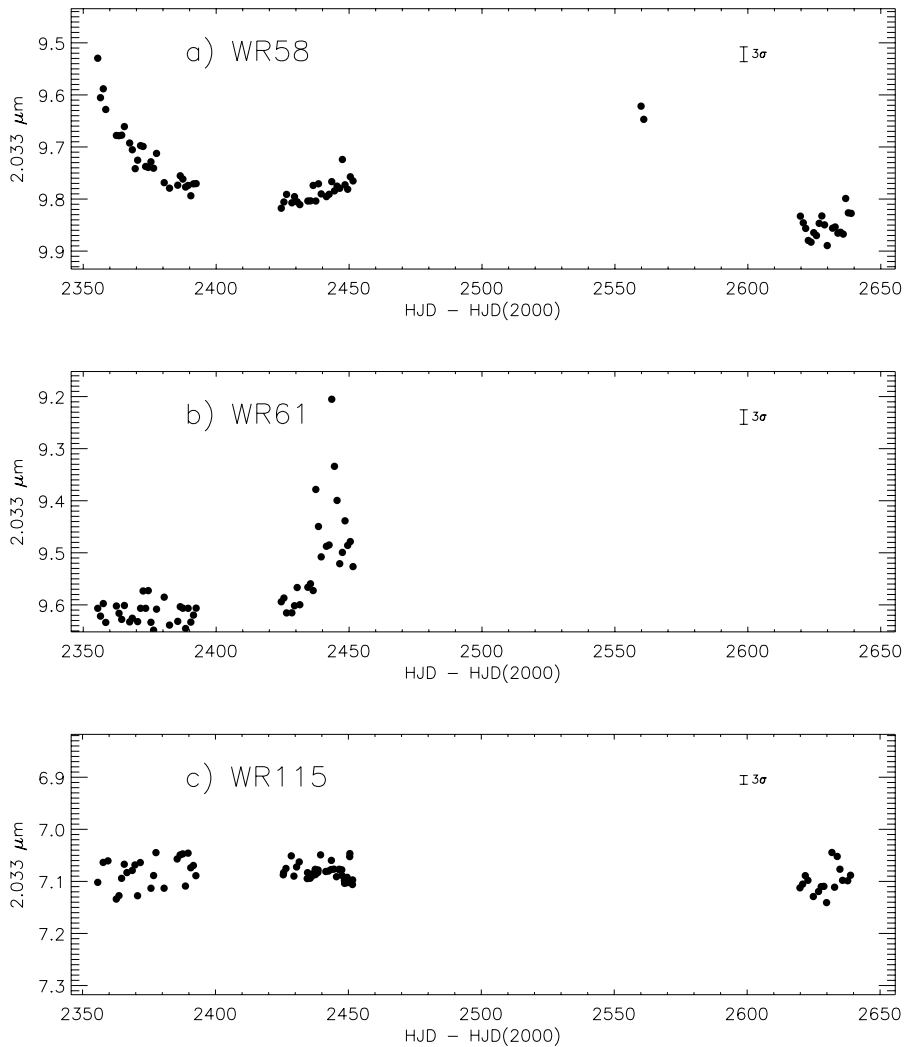 a) WR58
3σ
9.5
9.6
9.7
9.8
9.9
2.033 μm
2350 2400 2450 2500 2550 2600 2650
HJD − HJD(2000)
b) WR61
3σ
9.2
9.3
9.4
9.5
9.6
2.033 μm
2350 2400 2450 2500 2550 2600 2650
HJD − HJD(2000)
c) WR115
3σ
6.9
7.0
7.1
7.2
7.3
2.033 μm
2350 2400 2450 2500 2550 2600 2650
HJD − HJD(2000)